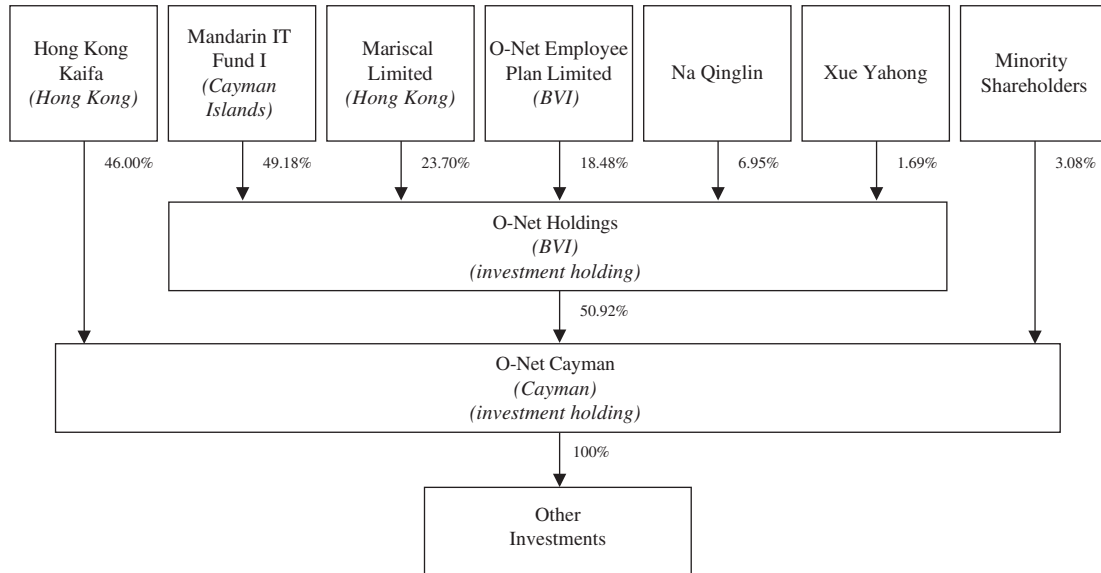 Hong Kong
Kaifa
(Hong Kong)
Mandarin IT
Fund I
(Cayman
Islands)
Mariscal
Limited
(Hong Kong)
O-Net Employee
Plan Limited
(BVI)
Na Qinglin
Xue Yahong
Minority
Shareholders
46.00%
49.18%
23.70%
18.48%
6.95%
1.69%
3.08%
O-Net Holdings
(BVI)
(investment holding)
50.92%
O-Net Cayman
(Cayman)
(investment holding)
100%
Other
Investments